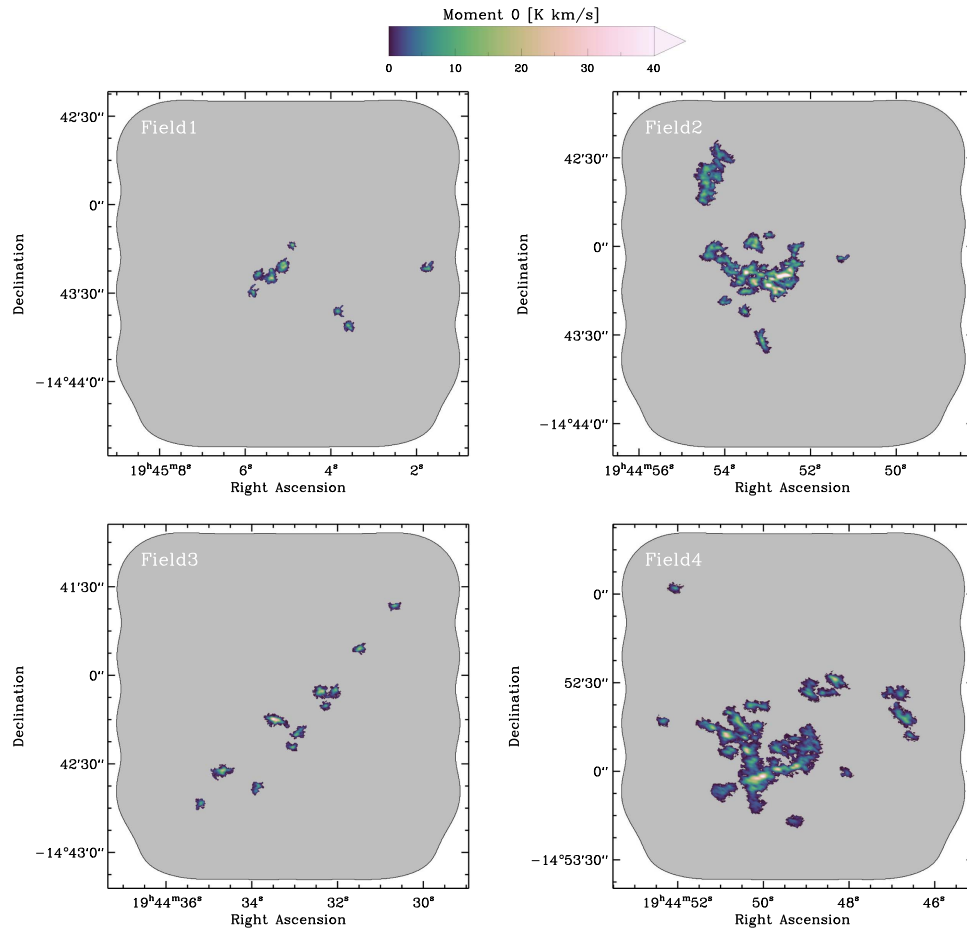 Moment 0 [K km/s]
0 10 20 30 40
Field1
42'30"
0"
43'30"
−14°44'0"
Declination
19ʰ45ᵐ8ˢ 6ˢ 4ˢ 2ˢ
Right Ascension
Field2
42'30"
0"
43'30"
−14°44'0"
Declination
19ʰ44ᵐ56ˢ 54ˢ 52ˢ 50ˢ
Right Ascension
Field3
41'30"
0"
42'30"
−14°43'0"
Declination
19ʰ44ᵐ36ˢ 34ˢ 32ˢ 30ˢ
Right Ascension
Field4
0"
52'30"
0"
−14°53'30"
Declination
19ʰ44ᵐ52ˢ 50ˢ 48ˢ 46ˢ
Right Ascension